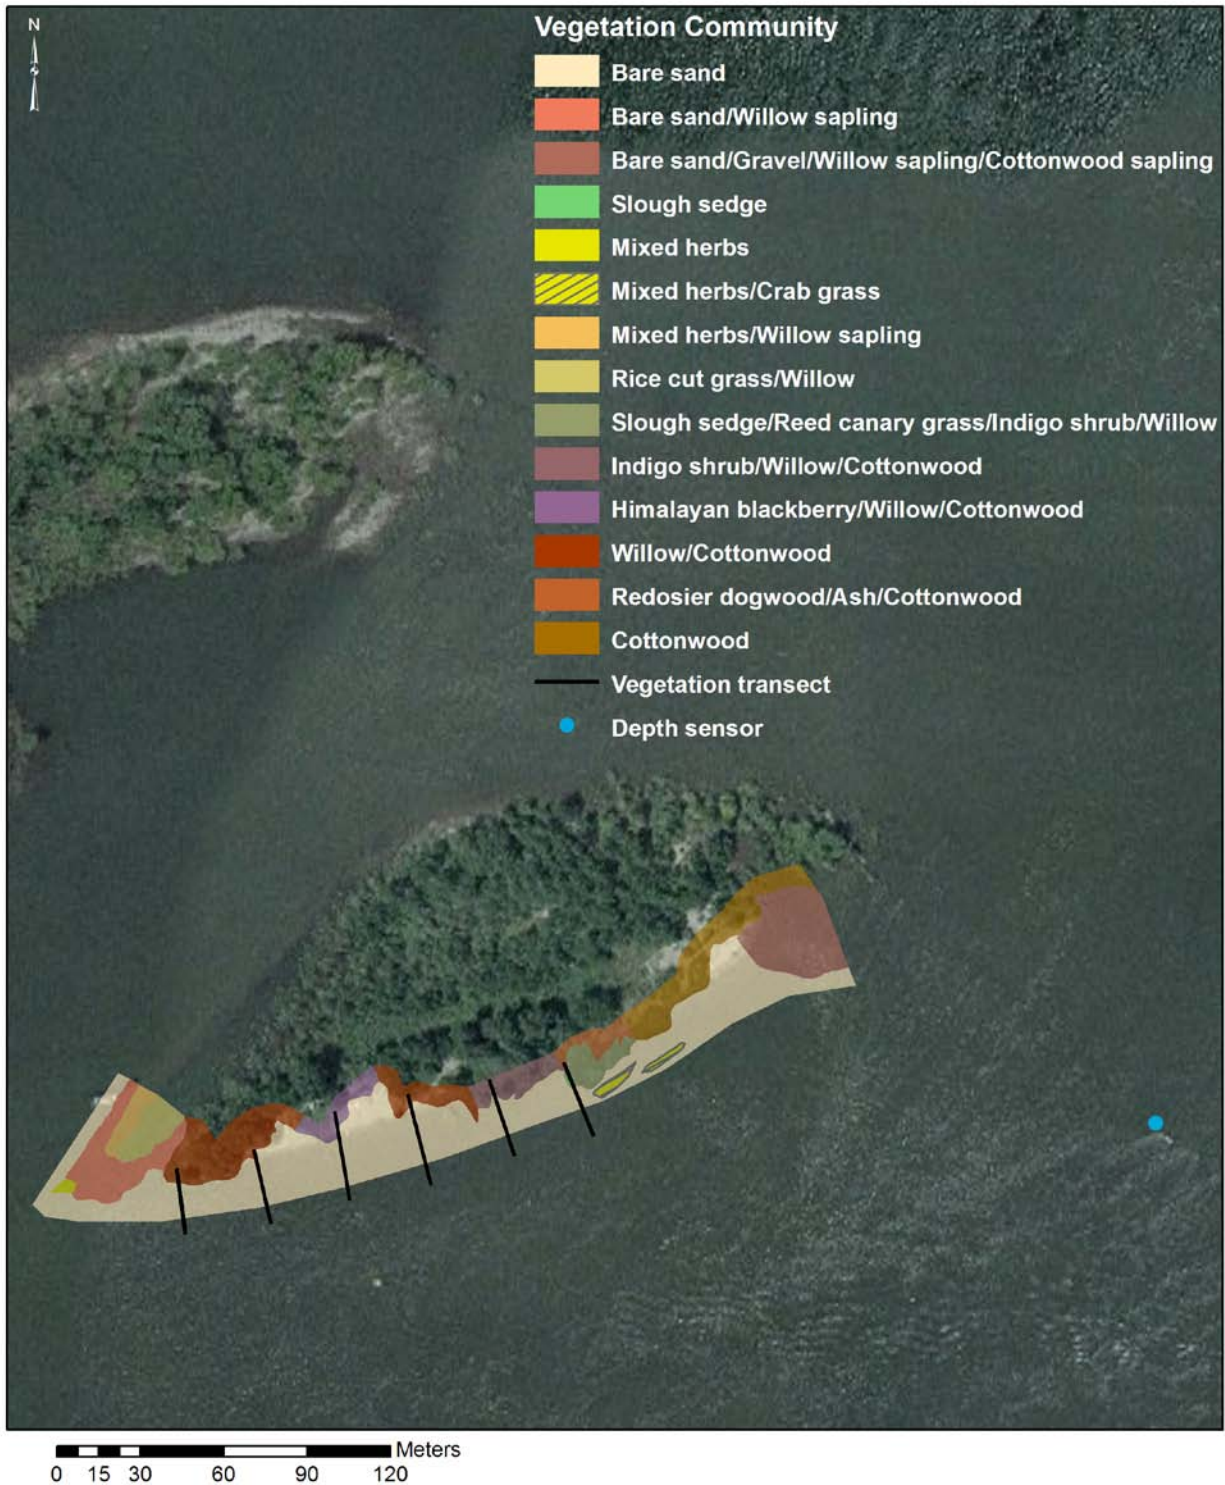 N
Vegetation Community
Bare sand
Bare sand/Willow sapling
Bare sand/Gravel/Willow sapling/Cottonwood sapling
Slough sedge
Mixed herbs
Mixed herbs/Crab grass
Mixed herbs/Willow sapling
Rice cut grass/Willow
Slough sedge/Reed canary grass/Indigo shrub/Willow
Indigo shrub/Willow/Cottonwood
Himalayan blackberry/Willow/Cottonwood
Willow/Cottonwood
Redosier dogwood/Ash/Cottonwood
Cottonwood
Vegetation transect
Depth sensor
Meters
0 15 30 60 90 120